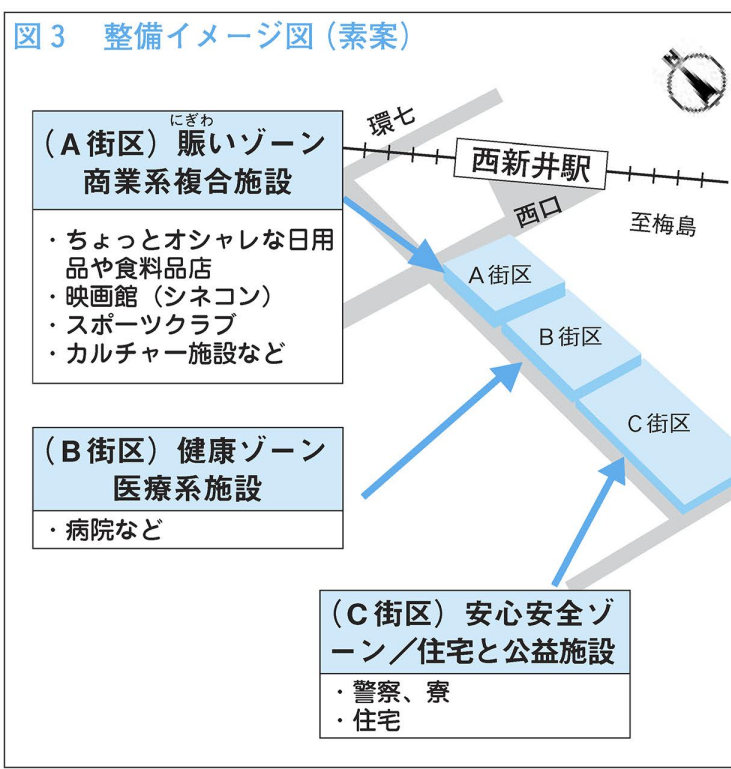 図3 整備イメージ図(素案)
N
環七
西新井駅
西口
至梅島
A街区
B街区
C街区
にぎわ
(A街区)賑いゾーン
商業系複合施設
・ちょっとオシャレな日用
品や食料品店
・映画館(シネコン)
・スポーツクラブ
・カルチャー施設など
(B街区)健康ゾーン
医療系施設
・病院など
(C街区)安心安全ゾ
ーン/住宅と公益施設
・警察、寮
・住宅